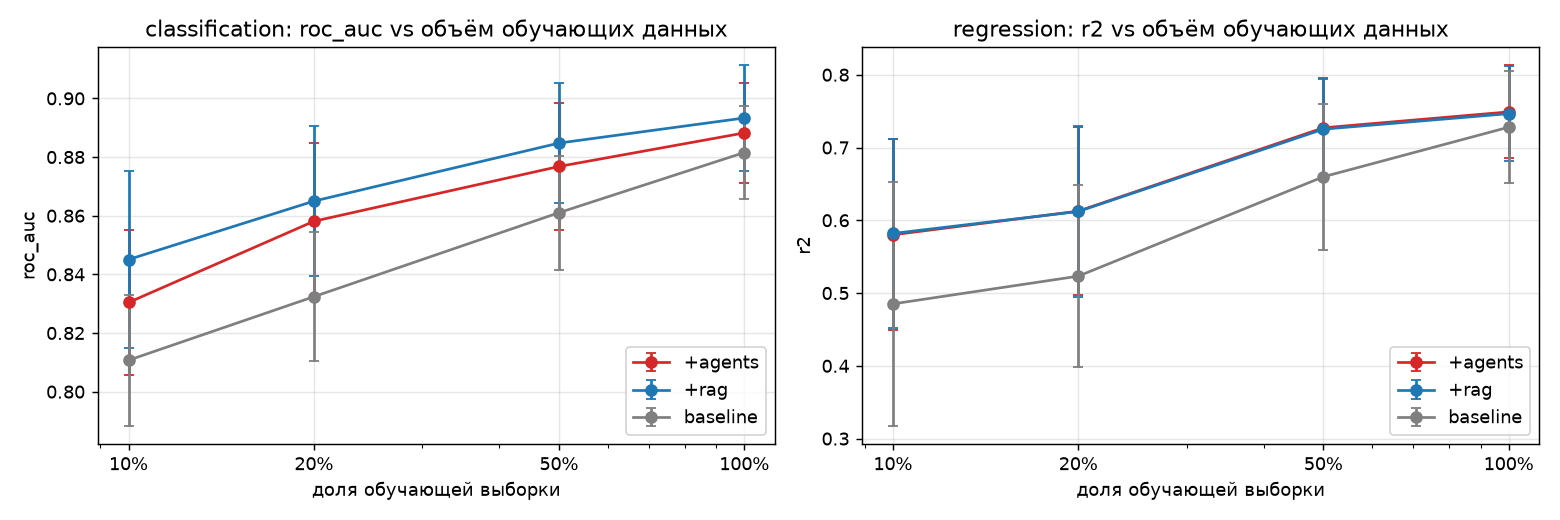 classification: roc_auc vs объём обучающих данных
roc_auc
0.90
0.88
0.86
0.84
0.82
0.80
10%
20%
50%
100%
доля обучающей выборки
+agents
+rag
baseline
regression: r2 vs объём обучающих данных
r2
0.8
0.7
0.6
0.5
0.4
0.3
10%
20%
50%
100%
доля обучающей выборки
+agents
+rag
baseline